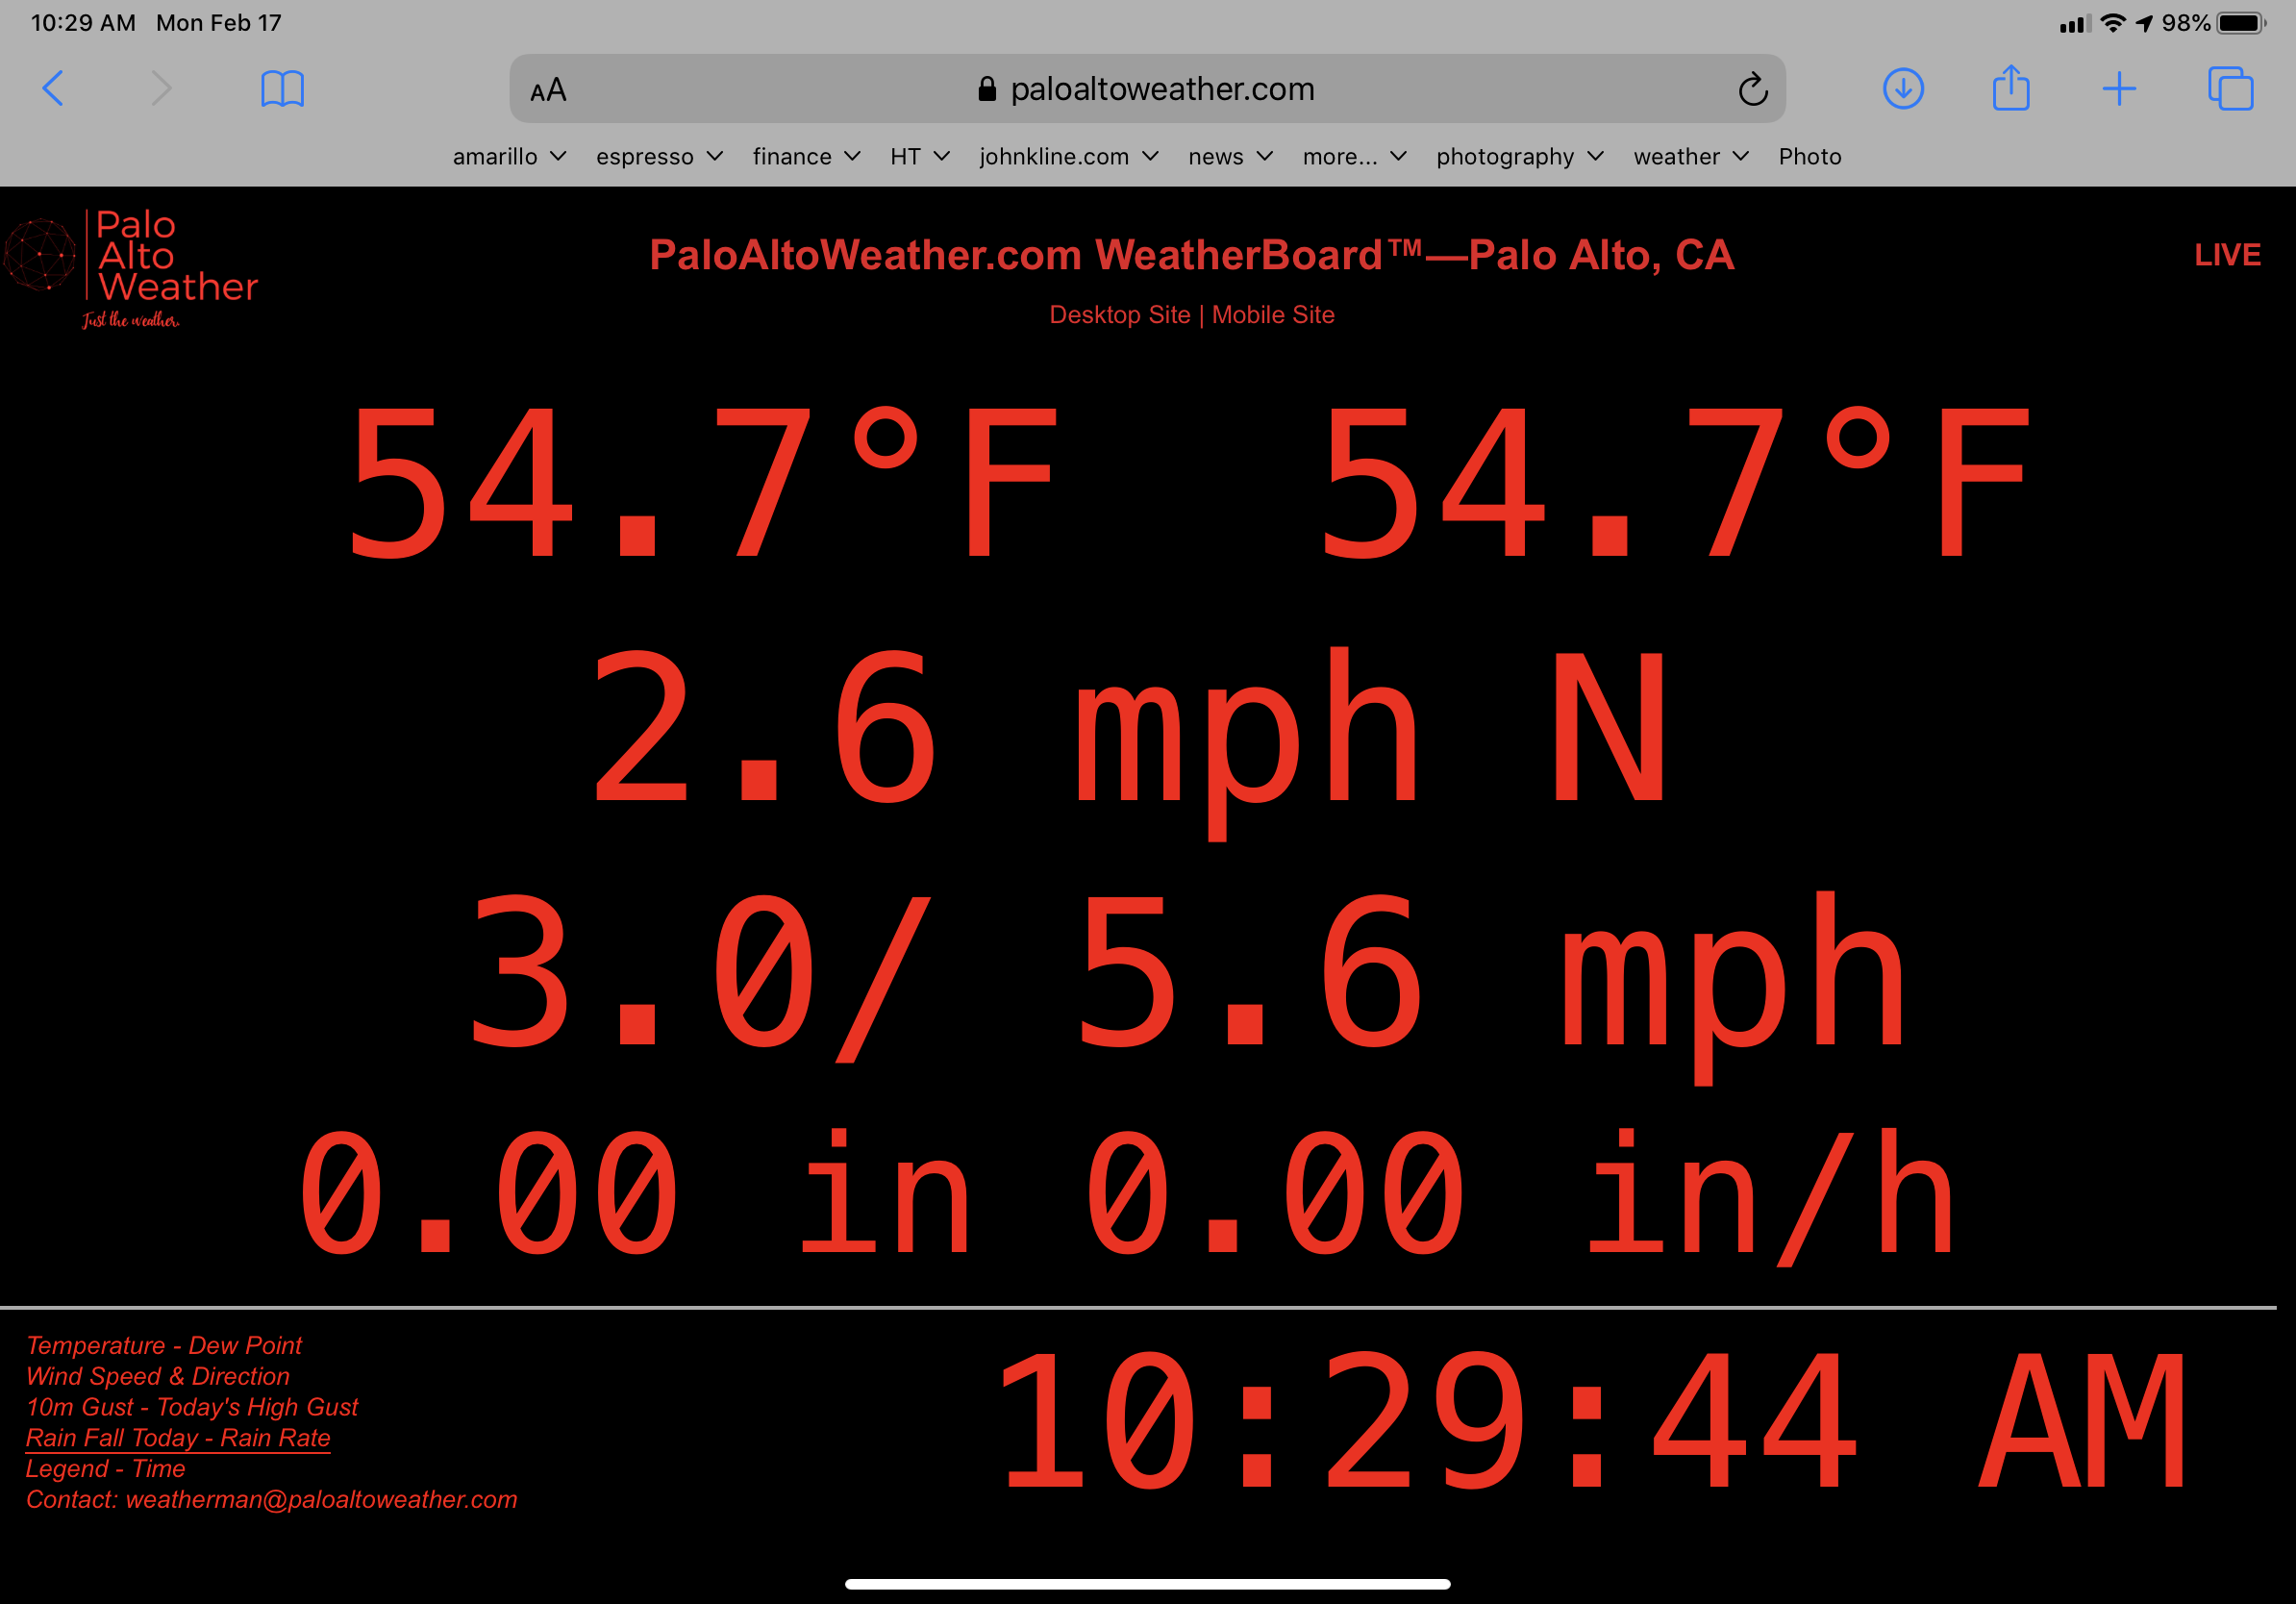 10:29 AM Mon Feb 17 98%
AA paloaltoweather.com
amarillo espresso finance HT johnkline.com news more... photography weather Photo
Palo
Alto
Weather
Just the weather.
PaloAltoWeather.com WeatherBoard™—Palo Alto, CA
LIVE
Desktop Site | Mobile Site
54.7°F 54.7°F
2.6 mph N
3.0/ 5.6 mph
0.00 in 0.00 in/h
Temperature - Dew Point
Wind Speed & Direction
10m Gust - Today's High Gust
Rain Fall Today - Rain Rate
Legend - Time
Contact: weatherman@paloaltoweather.com
10:29:44 AM